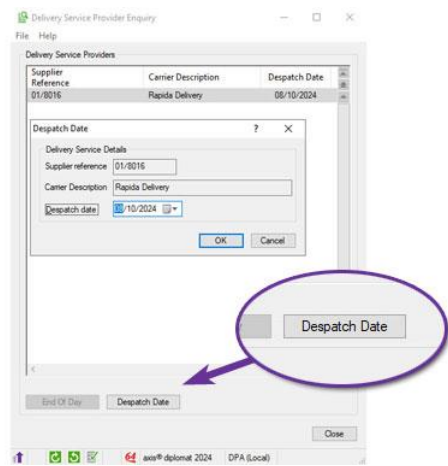 Delivery Service Provider Enquiry
File Help
Delivery Service Providers
Supplier Reference Carrier Description Despatch Date
01/8016 Rapida Delivery 08/10/2024
Despatch Date ? ×
Delivery Service Details
Supplier reference 01/8016
Carrier Description Rapida Delivery
Despatch date 08/10/2024
OK Cancel
Despatch Date
End Of Day Despatch Date
Close
axis® diplomat 2024 DPA (Local)